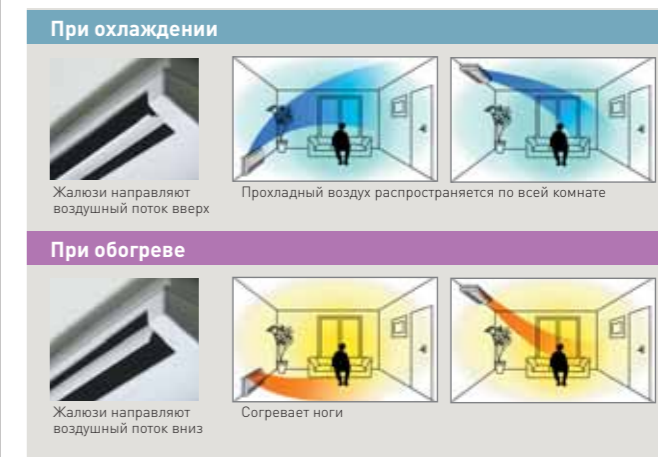 При охлаждении
Жалюзи направляют
воздушный поток вверх
Прохладный воздух распространяется по всей комнате
При обогреве
Жалюзи направляют
воздушный поток вниз
Согревает ноги